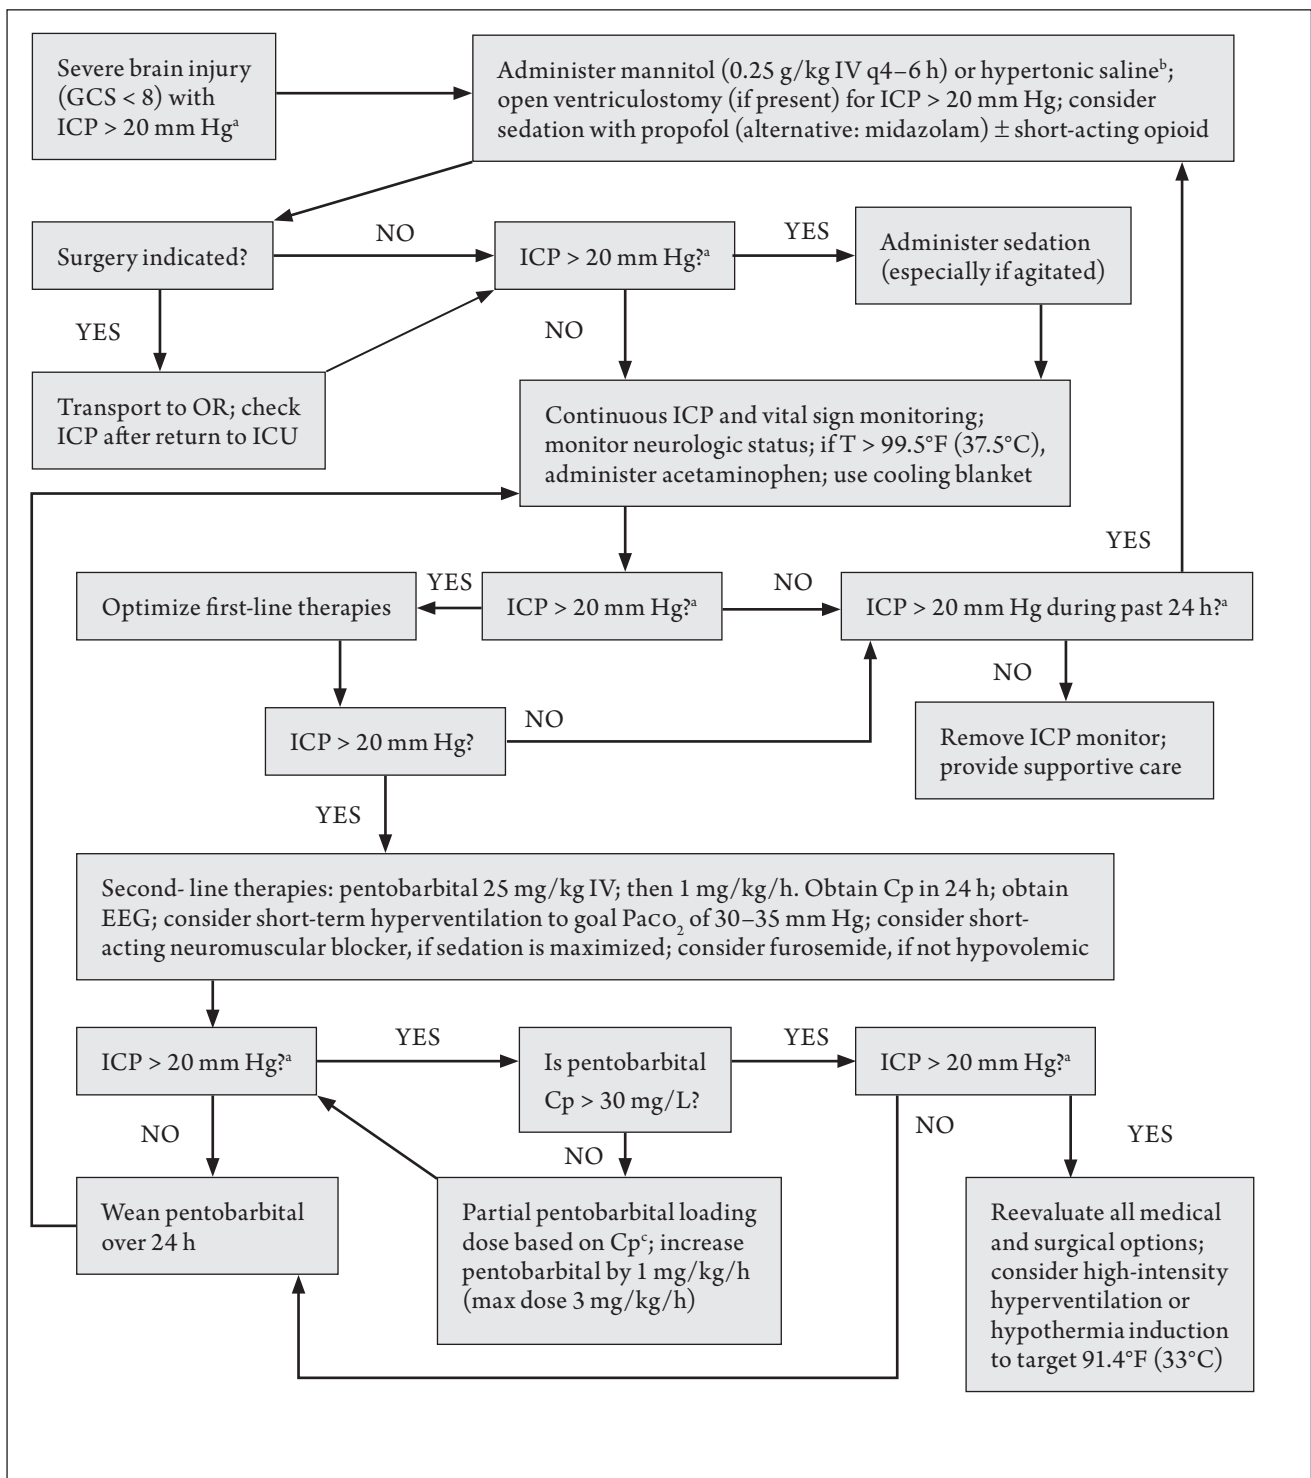 Severe brain injury
(GCS < 8) with
ICP > 20 mm Hgᵃ
Administer mannitol (0.25 g/kg IV q4–6 h) or hypertonic salineᵇ;
open ventriculostomy (if present) for ICP > 20 mm Hg; consider
sedation with propofol (alternative: midazolam) ± short-acting opioid
Surgery indicated?
NO
ICP > 20 mm Hg?ᵃ
YES
Administer sedation
(especially if agitated)
YES
NO
Transport to OR; check
ICP after return to ICU
Continuous ICP and vital sign monitoring;
monitor neurologic status; if T > 99.5°F (37.5°C),
administer acetaminophen; use cooling blanket
YES
Optimize first-line therapies
YES
ICP > 20 mm Hg?ᵃ
NO
ICP > 20 mm Hg during past 24 h?ᵃ
NO
Remove ICP monitor;
provide supportive care
ICP > 20 mm Hg?
NO
YES
Second- line therapies: pentobarbital 25 mg/kg IV; then 1 mg/kg/h. Obtain Cp in 24 h; obtain
EEG; consider short-term hyperventilation to goal PaCO₂ of 30–35 mm Hg; consider short-
acting neuromuscular blocker, if sedation is maximized; consider furosemide, if not hypovolemic
ICP > 20 mm Hg?ᵃ
YES
Is pentobarbital
Cp > 30 mg/L?
YES
ICP > 20 mm Hg?ᵃ
NO
NO
NO
YES
Wean pentobarbital
over 24 h
Partial pentobarbital loading
dose based on Cpᶜ; increase
pentobarbital by 1 mg/kg/h
(max dose 3 mg/kg/h)
Reevaluate all medical
and surgical options;
consider high-intensity
hyperventilation or
hypothermia induction
to target 91.4°F (33°C)